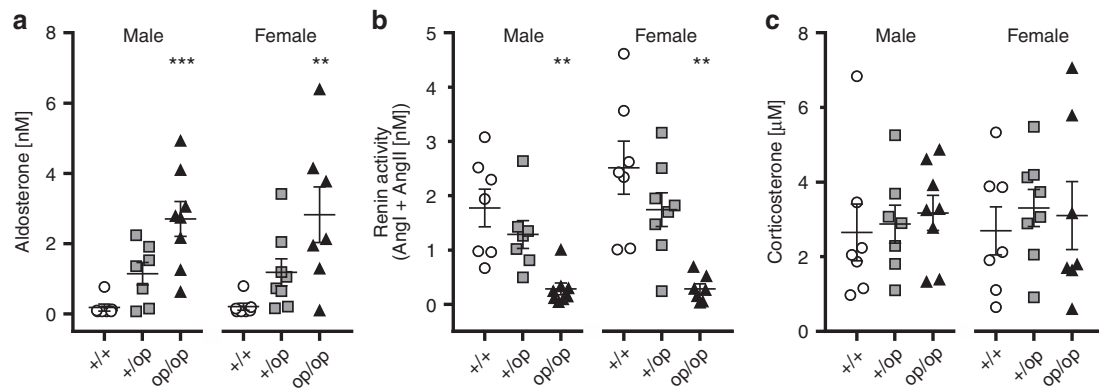 a
Male
Female
***
**
Aldosterone [nM]
8
6
4
2
0
+/+
+/op
op/op
+/+
+/op
op/op
b
Male
Female
**
**
Renin activity
(AngI + AngII [nM])
5
4
3
2
1
0
+/+
+/op
op/op
+/+
+/op
op/op
c
Male
Female
Corticosterone [μM]
8
6
4
2
0
+/+
+/op
op/op
+/+
+/op
op/op